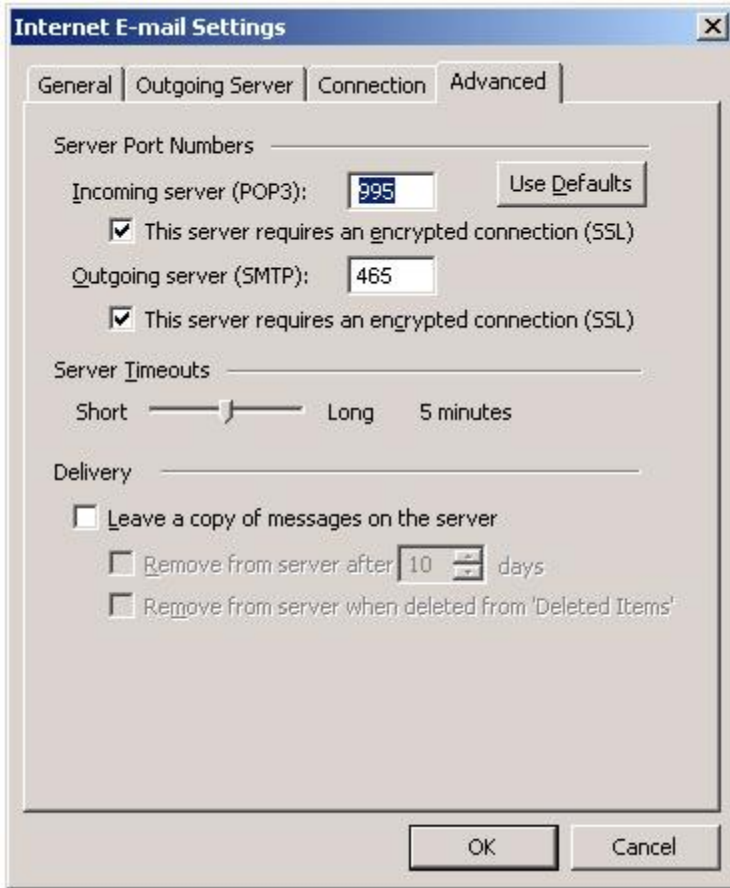 Internet E-mail Settings
General Outgoing Server Connection Advanced
Server Port Numbers
Incoming server (POP3): 995 Use Defaults
This server requires an encrypted connection (SSL)
Outgoing server (SMTP): 465
This server requires an encrypted connection (SSL)
Server Timeouts
Short Long 5 minutes
Delivery
Leave a copy of messages on the server
Remove from server after 10 days
Remove from server when deleted from 'Deleted Items'
OK Cancel